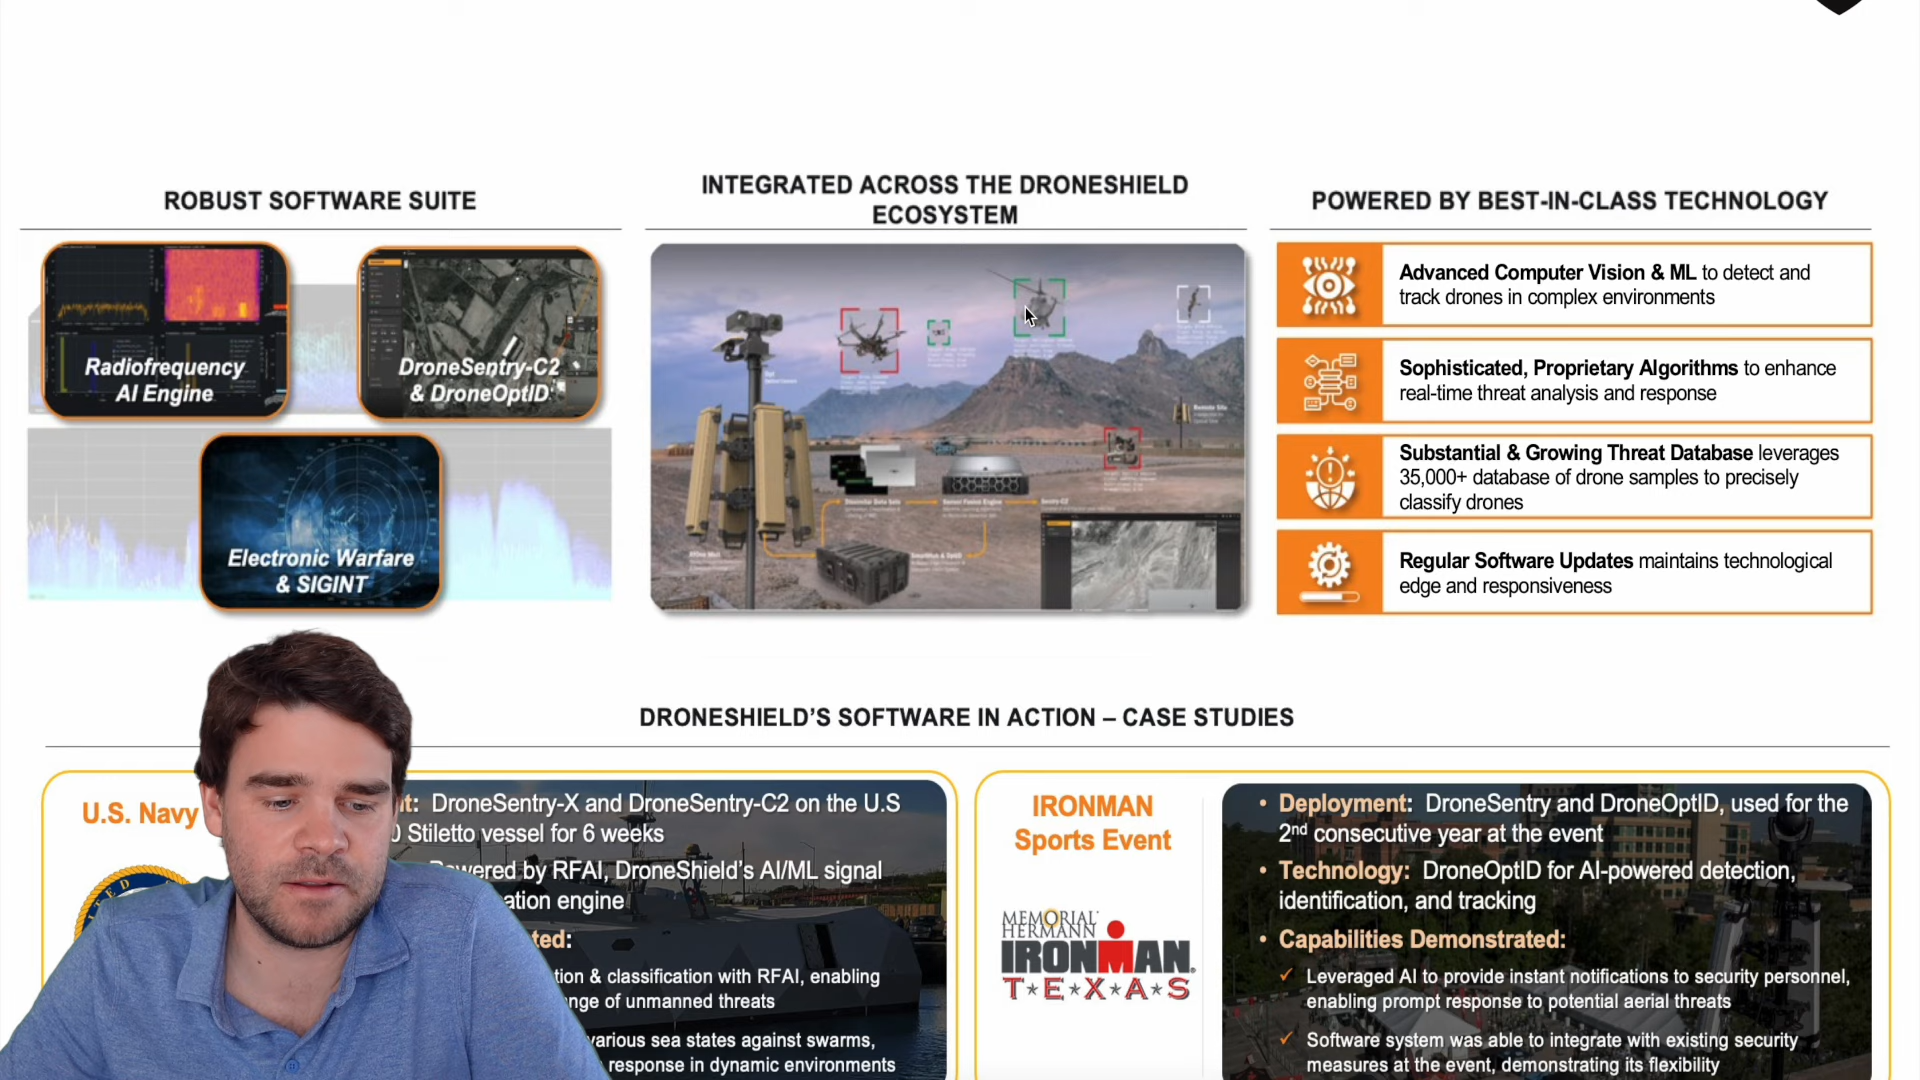 ROBUST SOFTWARE SUITE
Radiofrequency
AI Engine
DroneSentry-C2
& DroneOptID
Electronic Warfare
& SIGINT
INTEGRATED ACROSS THE DRONESHIELD
ECOSYSTEM
POWERED BY BEST-IN-CLASS TECHNOLOGY
Advanced Computer Vision & ML to detect and
track drones in complex environments
Sophisticated, Proprietary Algorithms to enhance
real-time threat analysis and response
Substantial & Growing Threat Database leverages
35,000+ database of drone samples to precisely
classify drones
Regular Software Updates maintains technological
edge and responsiveness
DRONESHIELD'S SOFTWARE IN ACTION – CASE STUDIES
U.S. Navy
DroneSentry-X and DroneSentry-C2 on the U.S
Stiletto vessel for 6 weeks
by RFAI, DroneShield's AI/ML signal
engine
& classification with RFAI, enabling
of unmanned threats
various sea states against swarms,
response in dynamic environments
IRONMAN
Sports Event
MEMORIAL
HERMANN
IRONMAN
TEXAS
• Deployment: DroneSentry and DroneOptID, used for the
2nd consecutive year at the event
• Technology: DroneOptID for AI-powered detection,
identification, and tracking
• Capabilities Demonstrated:
✓ Leveraged AI to provide instant notifications to security personnel,
enabling prompt response to potential aerial threats
✓ Software system was able to integrate with existing security
measures at the event, demonstrating its flexibility